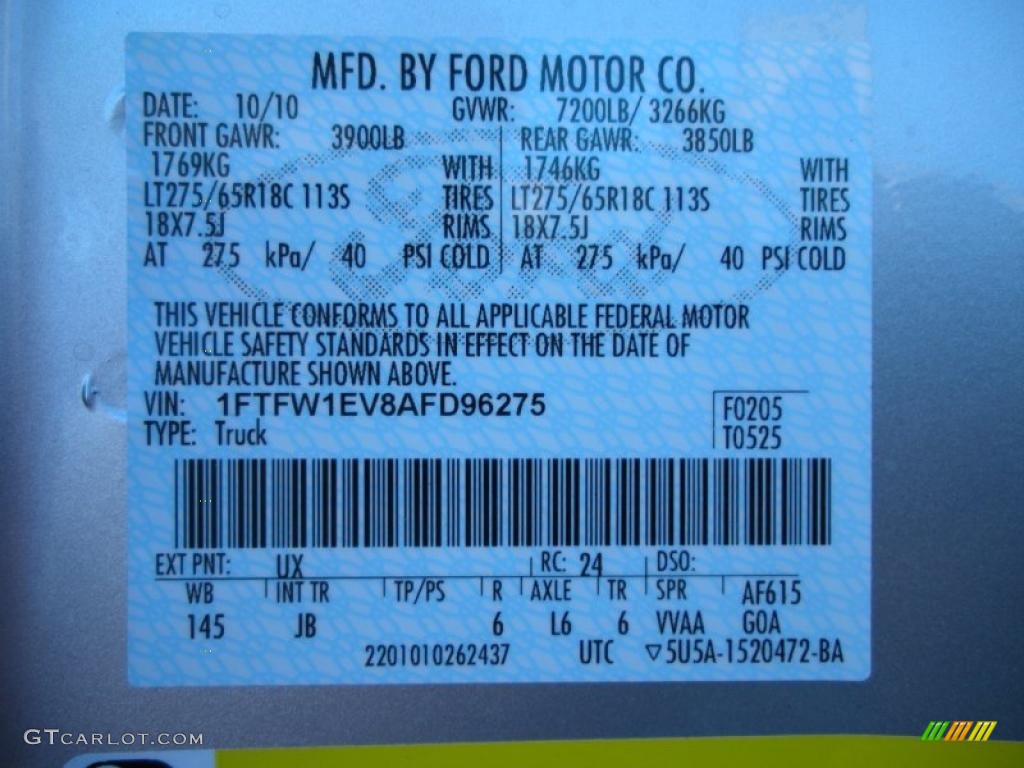 MFD. BY FORD MOTOR CO.
DATE: 10/10 GVWR: 7200LB/ 3266KG
FRONT GAWR: 3900LB REAR GAWR: 3850LB
1769KG WITH 1746KG WITH
LT275/65R18C 113S TIRES LT275/65R18C 113S TIRES
18X7.5J RIMS 18X7.5J RIMS
AT 275 kPa/ 40 PSI COLD AT 275 kPa/ 40 PSI COLD
THIS VEHICLE CONFORMS TO ALL APPLICABLE FEDERAL MOTOR
VEHICLE SAFETY STANDARDS IN EFFECT ON THE DATE OF
MANUFACTURE SHOWN ABOVE.
VIN: 1FTFW1EV8AFD96275 F0205
TYPE: Truck T0525
EXT PNT: UX RC: 24 DSO:
WB INT TR TP/PS R AXLE TR SPR AF615
145 JB 6 L6 6 VVAA GOA
2201010262437 UTC ▽5U5A-1520472-BA
GTCARLOT.COM